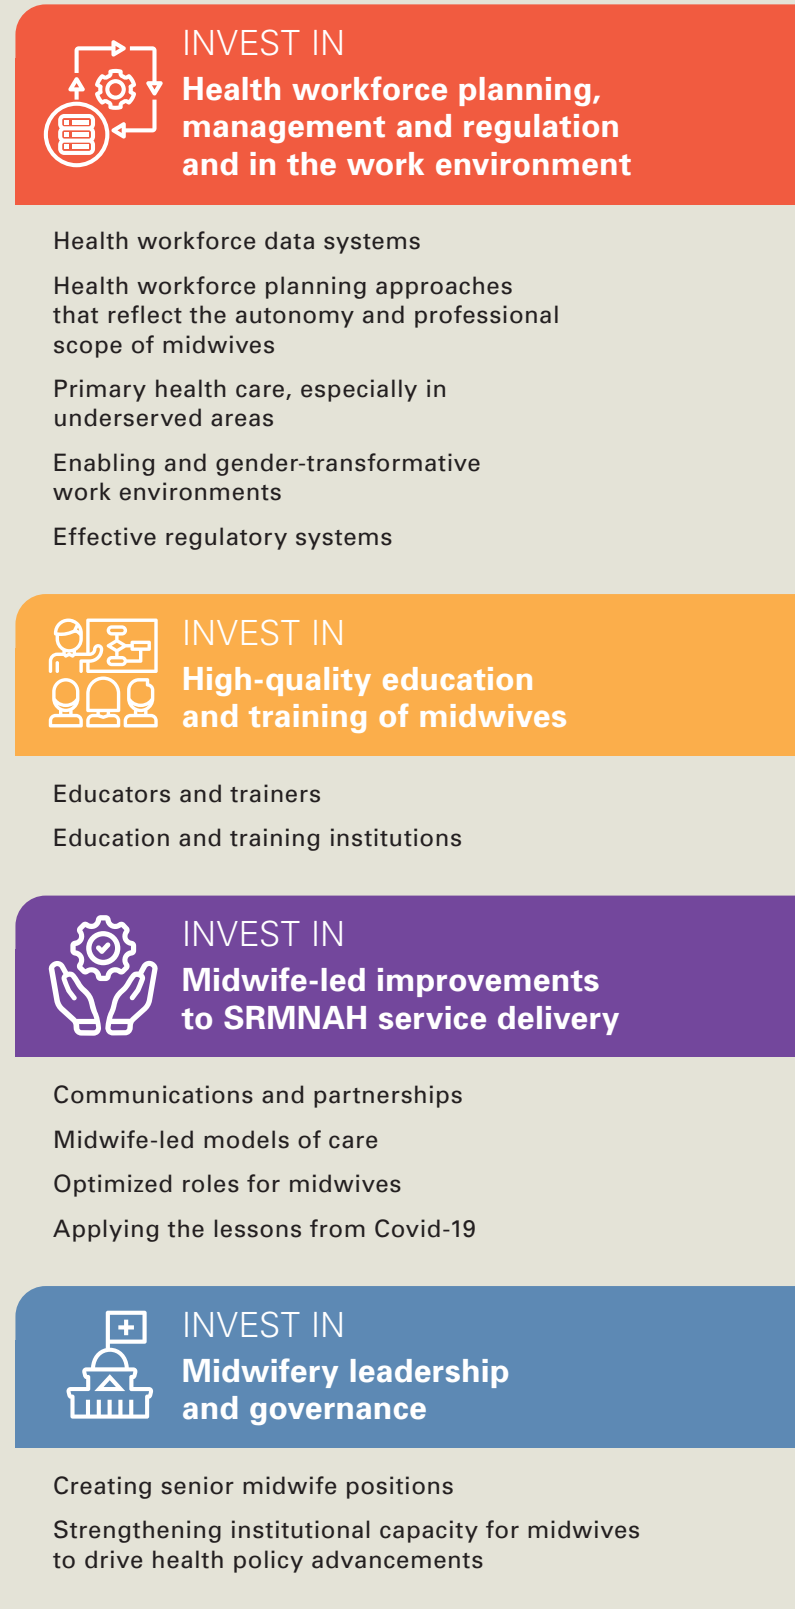 INVEST IN
Health workforce planning,
management and regulation
and in the work environment
Health workforce data systems
Health workforce planning approaches
that reflect the autonomy and professional
scope of midwives
Primary health care, especially in
underserved areas
Enabling and gender-transformative
work environments
Effective regulatory systems
INVEST IN
High-quality education
and training of midwives
Educators and trainers
Education and training institutions
INVEST IN
Midwife-led improvements
to SRMNAH service delivery
Communications and partnerships
Midwife-led models of care
Optimized roles for midwives
Applying the lessons from Covid-19
INVEST IN
Midwifery leadership
and governance
Creating senior midwife positions
Strengthening institutional capacity for midwives
to drive health policy advancements